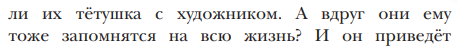 ли их тётушка с художником. А вдруг они ему
тоже запомнятся на всю жизнь? И он приведёт